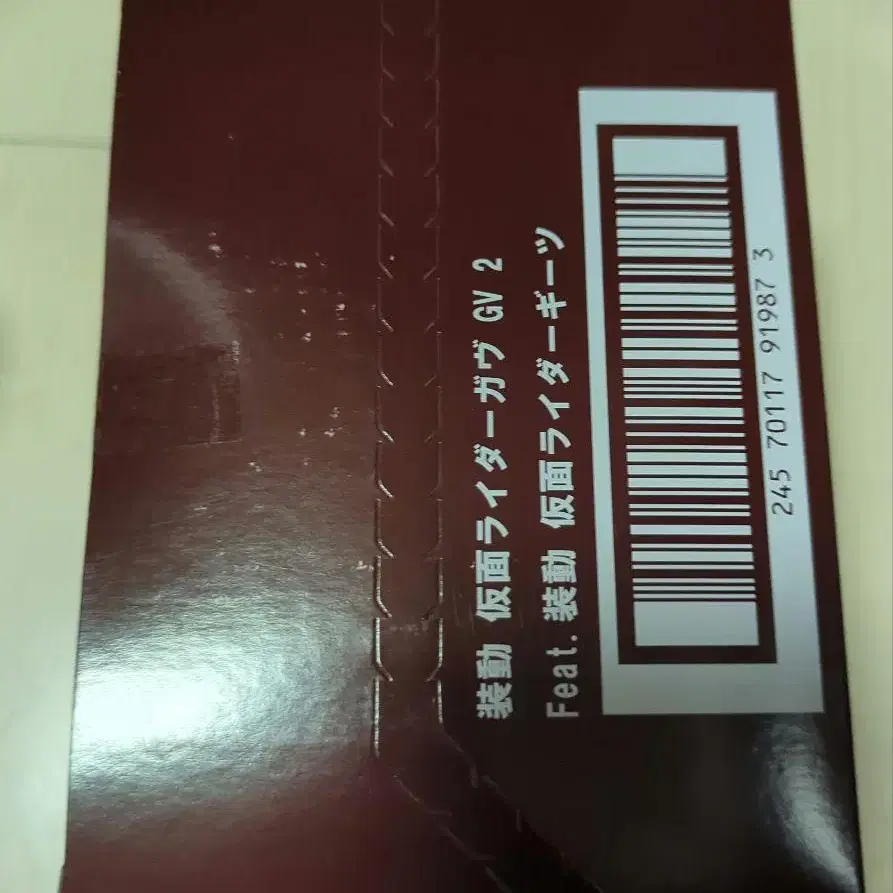 装動 仮面ライダーガヴ GV 2
Feat.装動 仮面ライダーギーツ
245 70117 91987 3